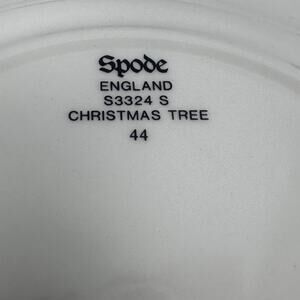 Spode
ENGLAND
S3324 S
CHRISTMAS TREE
44